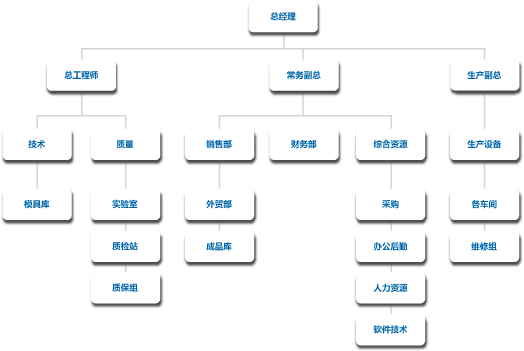 总经理
总工程师
常务副总
生产副总
技术
质量
销售部
财务部
综合资源
生产设备
模具库
实验室
外贸部
采购
各车间
质检站
成品库
办公后勤
维修组
质保组
人力资源
软件技术